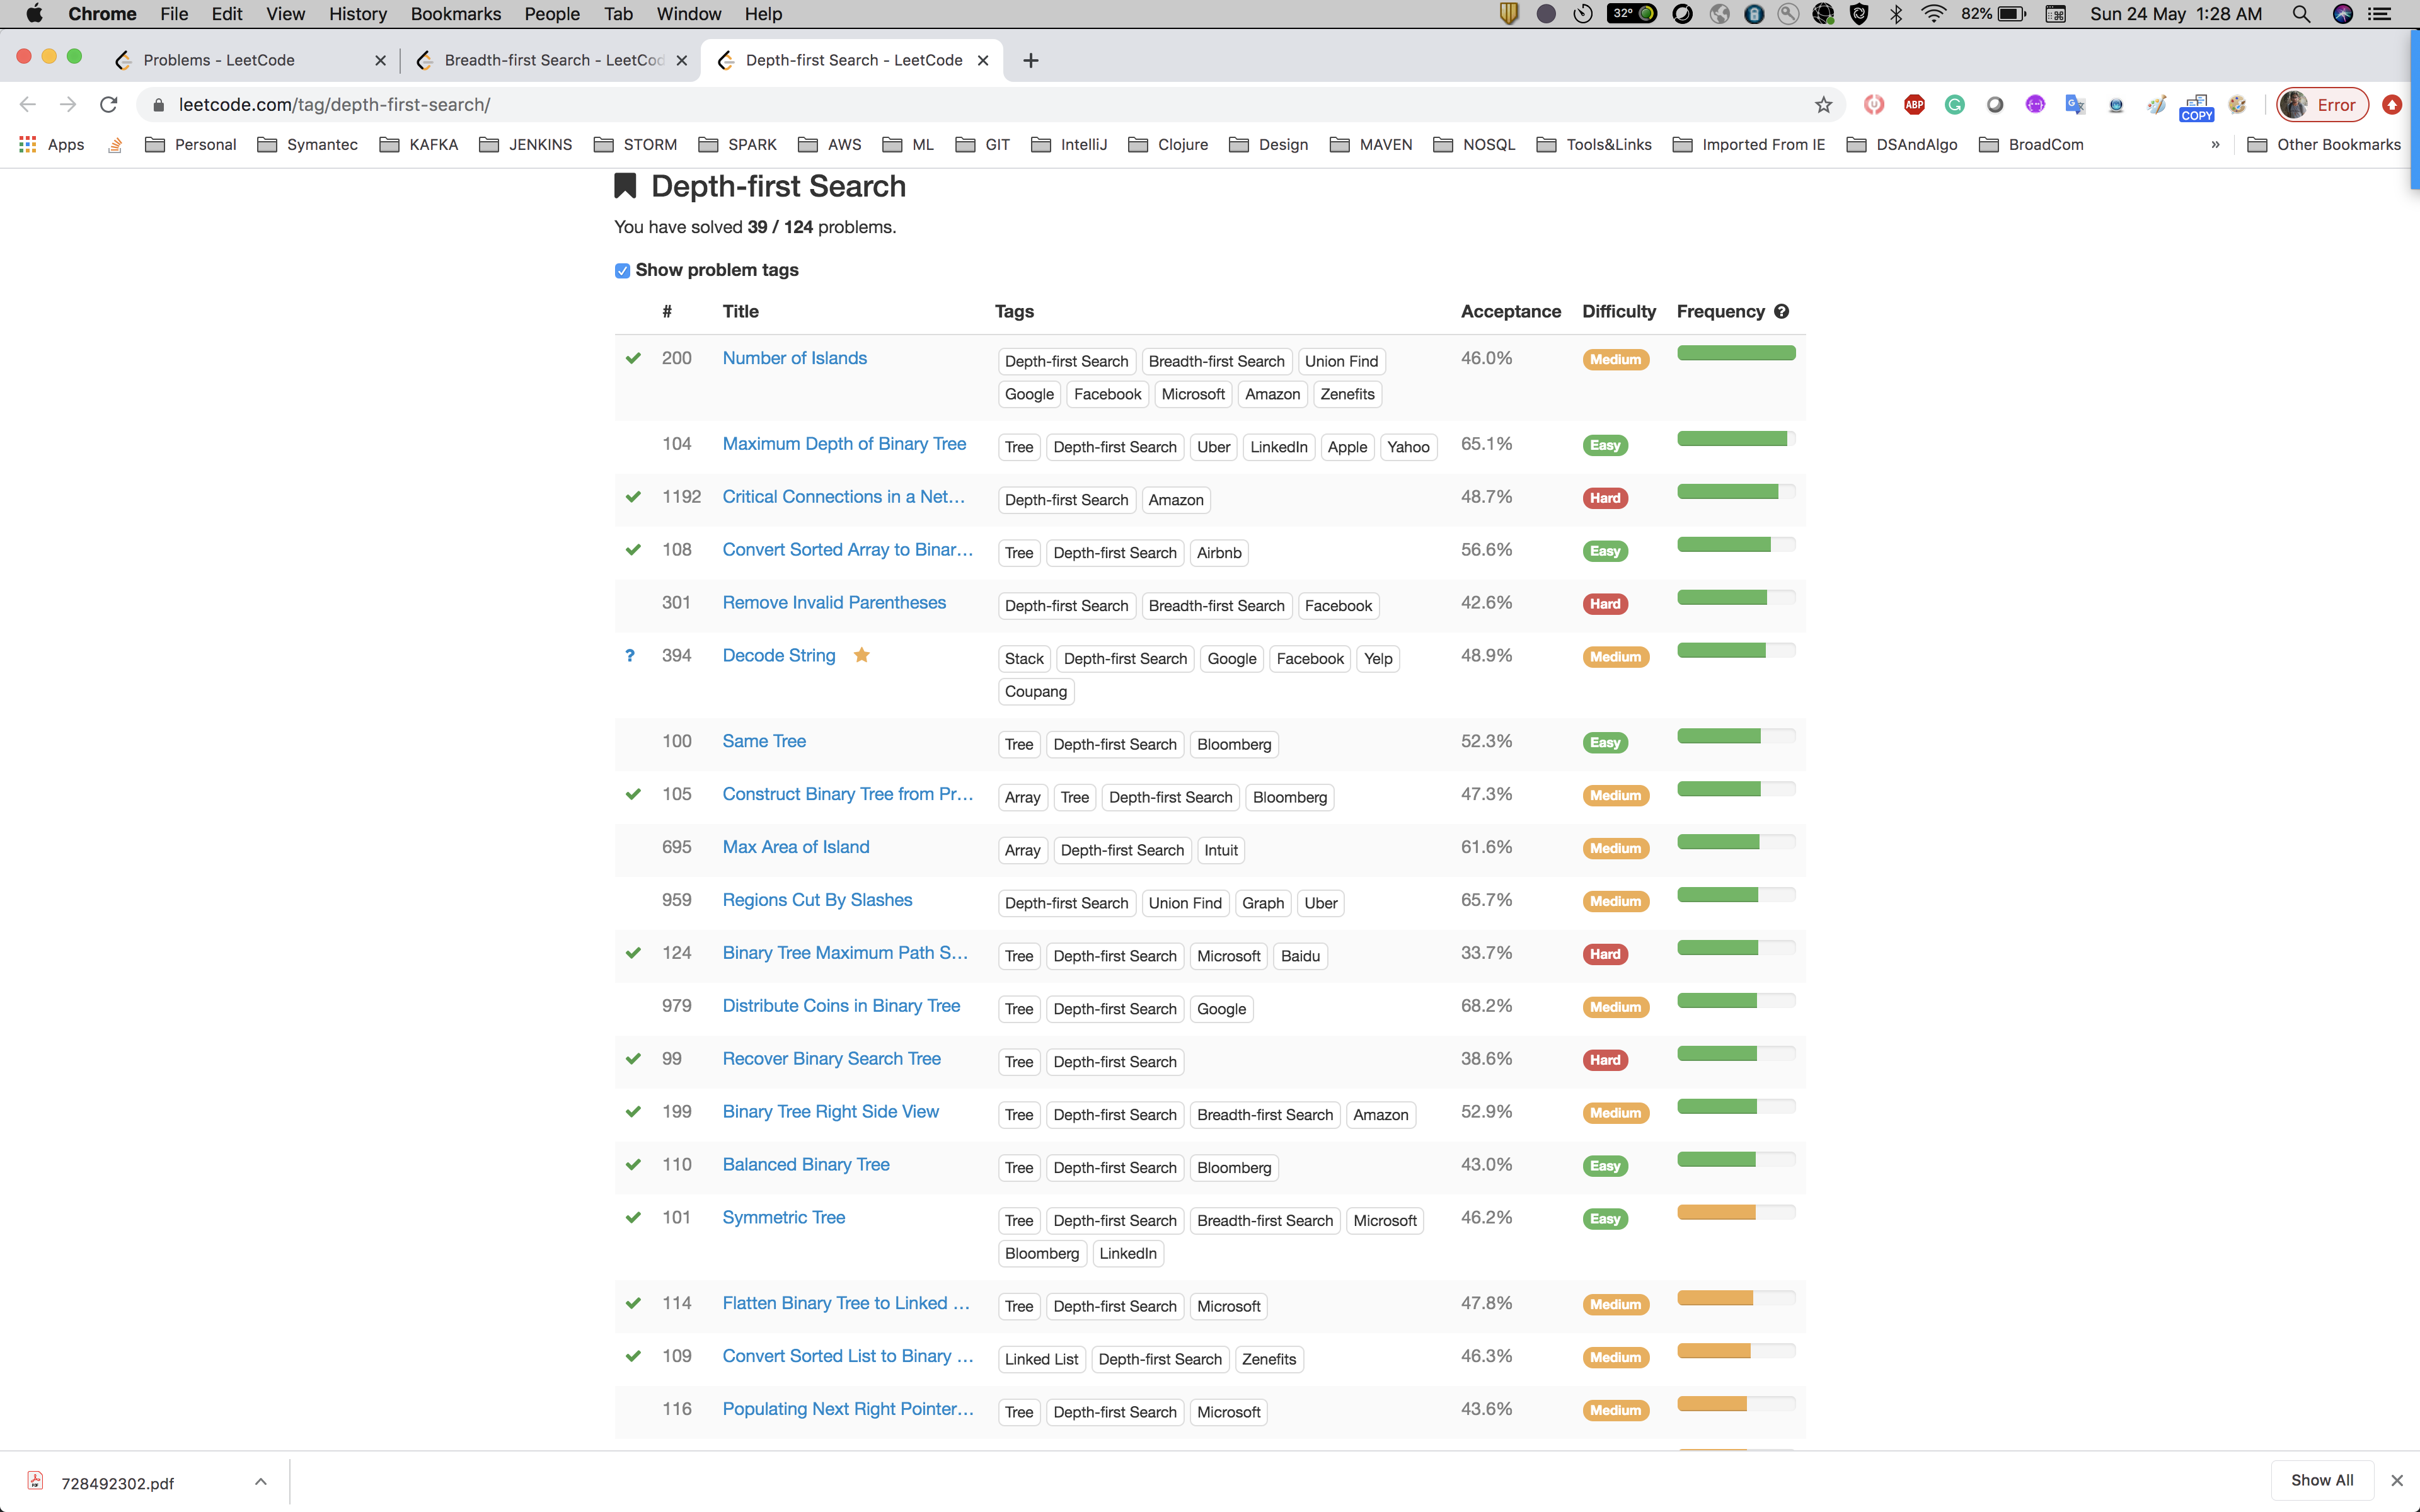 Chrome File Edit View History Bookmarks People Tab Window Help 32° 82% Sun 24 May 1:28 AM
Problems - LeetCode Breadth-first Search - LeetCod Depth-first Search - LeetCode
leetcode.com/tag/depth-first-search/ ABP COPY Error
Apps Personal Symantec KAFKA JENKINS STORM SPARK AWS ML GIT IntelliJ Clojure Design MAVEN NOSQL Tools&Links Imported From IE DSAndAlgo BroadCom » Other Bookmarks
Depth-first Search
You have solved 39 / 124 problems.
Show problem tags
# Title Tags Acceptance Difficulty Frequency ?
200 Number of Islands Depth-first Search Breadth-first Search Union Find 46.0% Medium
Google Facebook Microsoft Amazon Zenefits
104 Maximum Depth of Binary Tree Tree Depth-first Search Uber LinkedIn Apple Yahoo 65.1% Easy
1192 Critical Connections in a Net... Depth-first Search Amazon 48.7% Hard
108 Convert Sorted Array to Binar... Tree Depth-first Search Airbnb 56.6% Easy
301 Remove Invalid Parentheses Depth-first Search Breadth-first Search Facebook 42.6% Hard
? 394 Decode String Stack Depth-first Search Google Facebook Yelp 48.9% Medium
Coupang
100 Same Tree Tree Depth-first Search Bloomberg 52.3% Easy
105 Construct Binary Tree from Pr... Array Tree Depth-first Search Bloomberg 47.3% Medium
695 Max Area of Island Array Depth-first Search Intuit 61.6% Medium
959 Regions Cut By Slashes Depth-first Search Union Find Graph Uber 65.7% Medium
124 Binary Tree Maximum Path S... Tree Depth-first Search Microsoft Baidu 33.7% Hard
979 Distribute Coins in Binary Tree Tree Depth-first Search Google 68.2% Medium
99 Recover Binary Search Tree Tree Depth-first Search 38.6% Hard
199 Binary Tree Right Side View Tree Depth-first Search Breadth-first Search Amazon 52.9% Medium
110 Balanced Binary Tree Tree Depth-first Search Bloomberg 43.0% Easy
101 Symmetric Tree Tree Depth-first Search Breadth-first Search Microsoft 46.2% Easy
Bloomberg LinkedIn
114 Flatten Binary Tree to Linked ... Tree Depth-first Search Microsoft 47.8% Medium
109 Convert Sorted List to Binary ... Linked List Depth-first Search Zenefits 46.3% Medium
116 Populating Next Right Pointer... Tree Depth-first Search Microsoft 43.6% Medium
728492302.pdf Show All